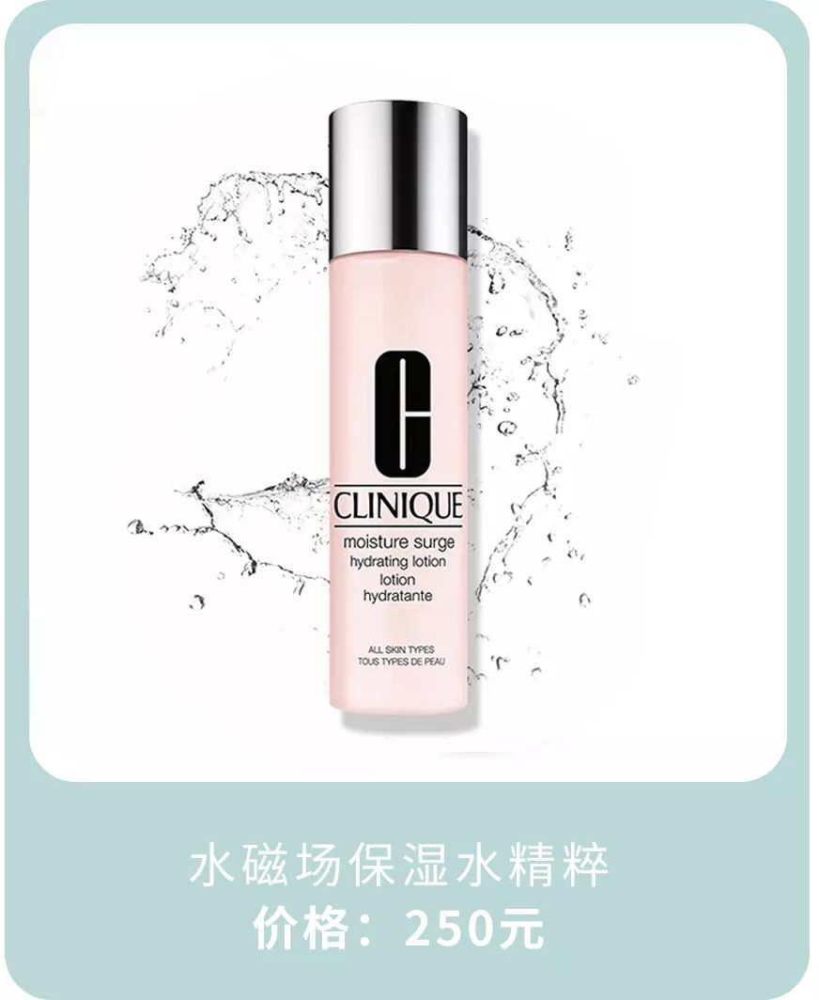 C
CLINIQUE
moisture surge
hydrating lotion
lotion
hydratante
ALL SKIN TYPES
TOUS TYPES DE PEAU
水磁场保湿水精粹
价格：250元